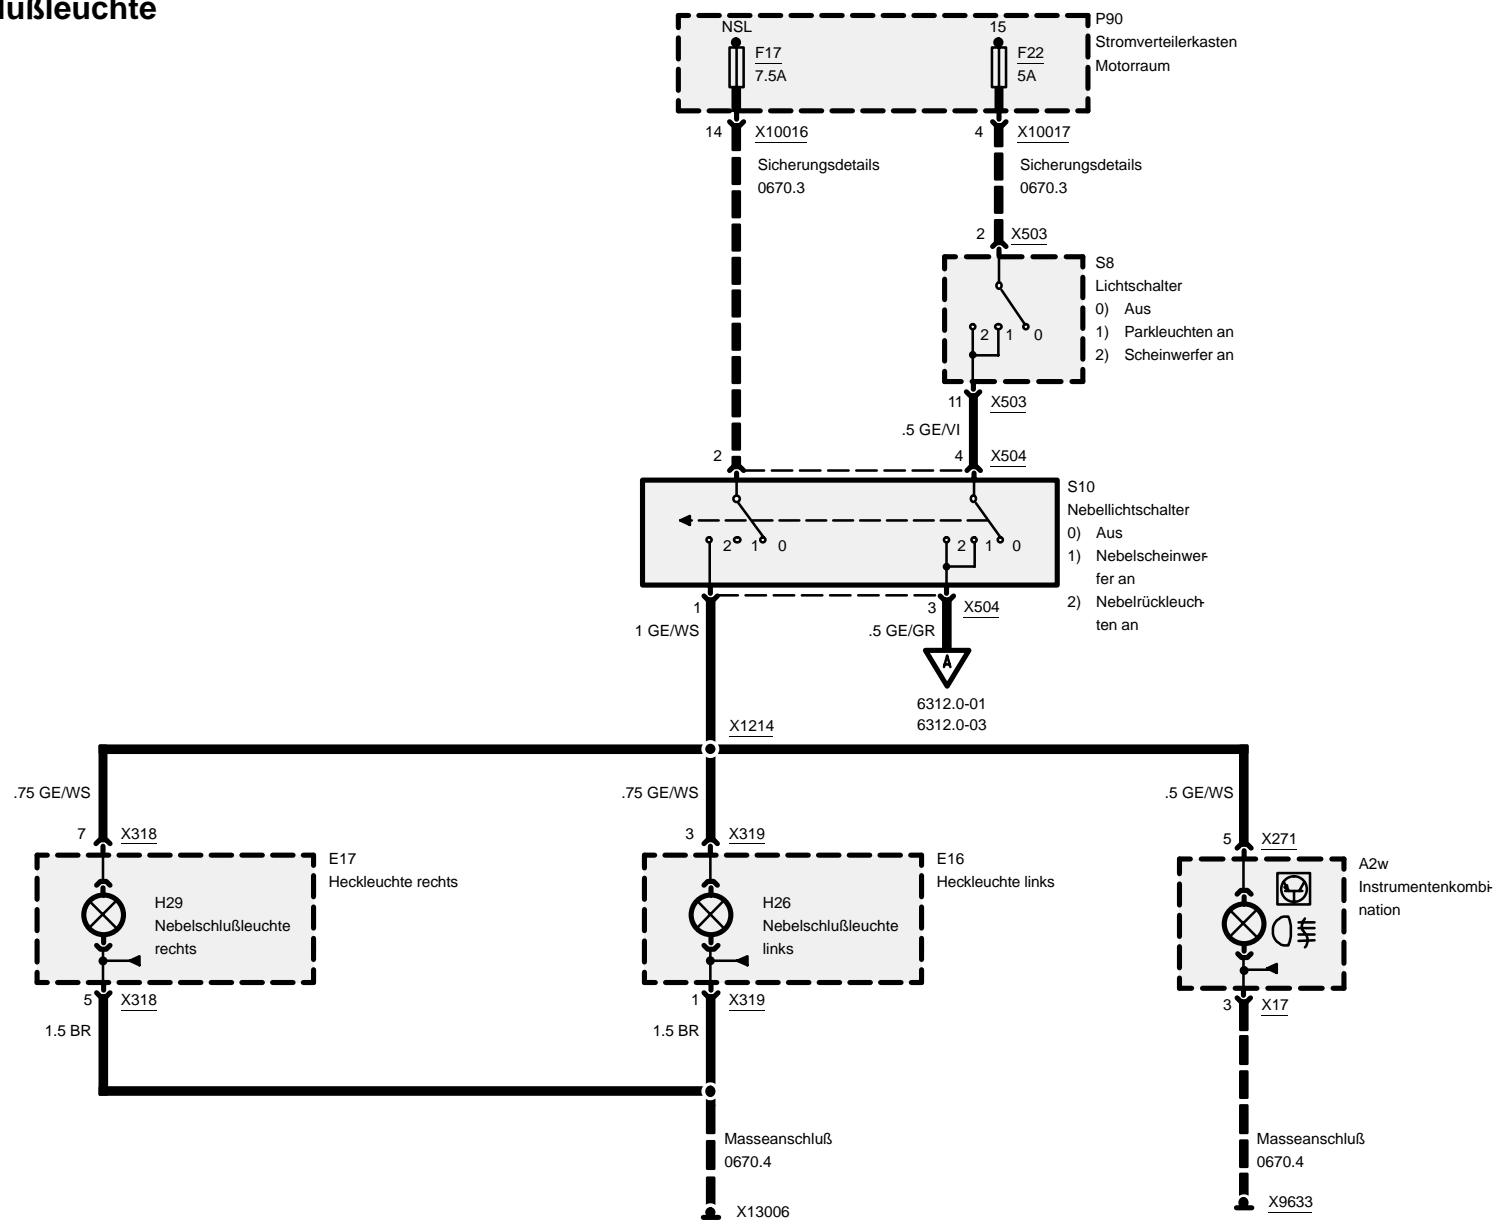 lußleuchte
NSL
15
P90
Stromverteilerkasten
Motorraum
F17
7.5A
F22
5A
14
X10016
4
X10017
Sicherungsdetails
0670.3
Sicherungsdetails
0670.3
2
X503
S8
Lichtschalter
0) Aus
1) Parkleuchten an
2) Scheinwerfer an
2 1 0
11
X503
.5 GE/VI
2
4
X504
S10
Nebellichtschalter
0) Aus
1) Nebelscheinwer-
fer an
2) Nebelrückleuch-
ten an
2 1 0
2 1 0
1
3
X504
1 GE/WS
.5 GE/GR
A
6312.0-01
6312.0-03
X1214
.75 GE/WS
.75 GE/WS
.5 GE/WS
7
X318
3
X319
5
X271
E17
Heckleuchte rechts
E16
Heckleuchte links
A2w
Instrumentenkombi-
nation
H29
Nebelschlußleuchte
rechts
H26
Nebelschlußleuchte
links
5
X318
1
X319
3
X17
1.5 BR
1.5 BR
Masseanschluß
0670.4
Masseanschluß
0670.4
X13006
X9633